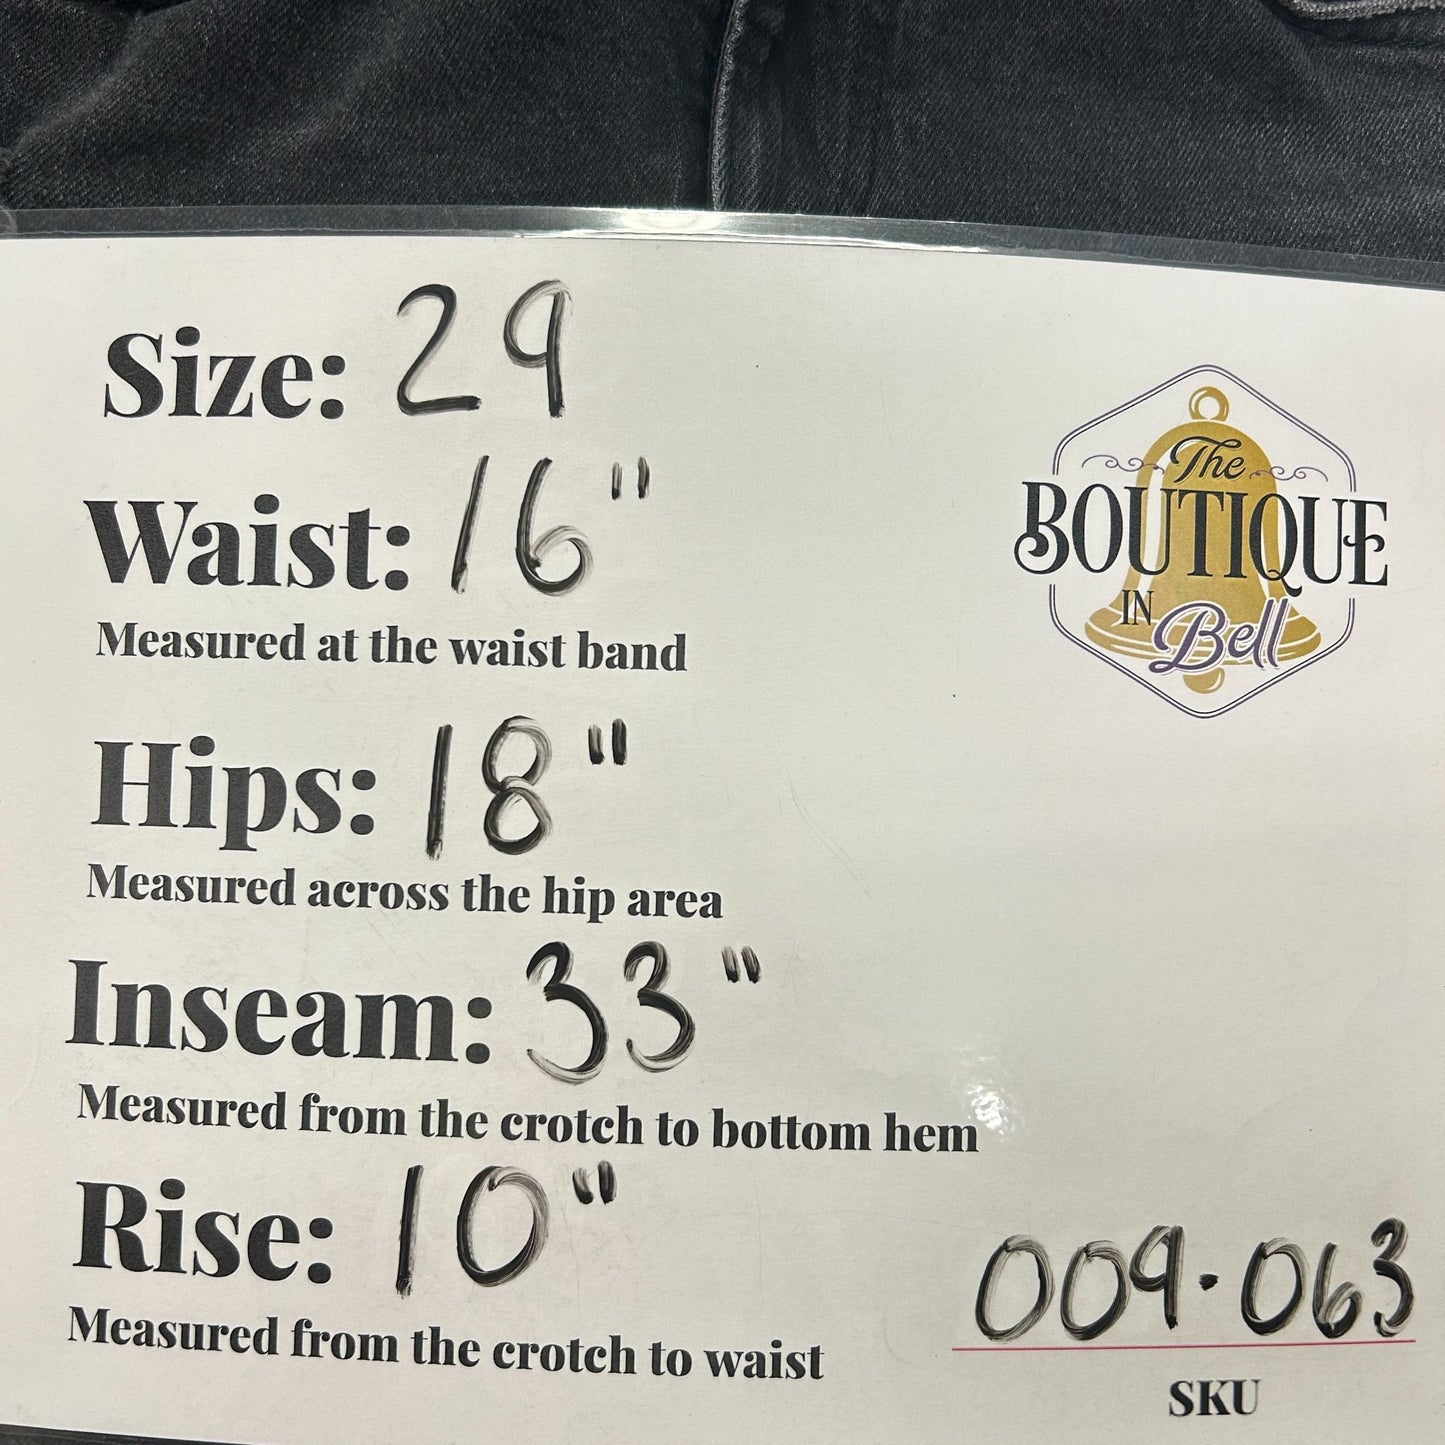 Size: 29
Waist: 16"
Measured at the waist band
The
BOUTIQUE
IN
Bell
Hips: 18"
Measured across the hip area
Inseam: 33"
Measured from the crotch to bottom hem
Rise: 10"
Measured from the crotch to waist
009.063
SKU